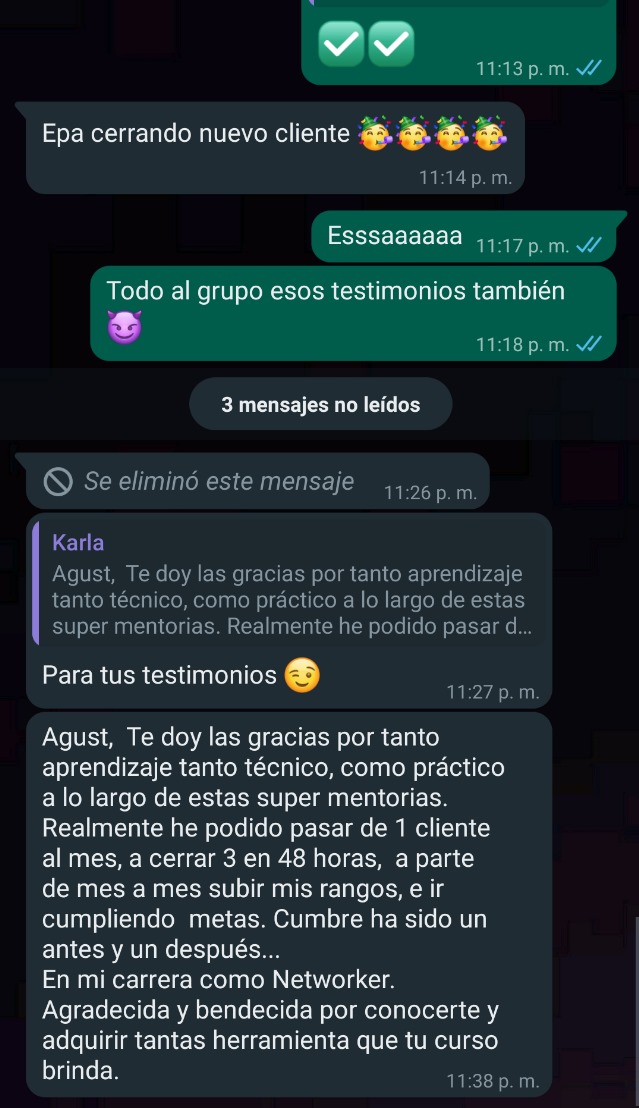 ✅✅
11:13 p. m.
Epa cerrando nuevo cliente 🥳🥳🥳🥳
11:14 p. m.
Esssaaaaaa 11:17 p. m.
Todo al grupo esos testimonios también
😈
11:18 p. m.
3 mensajes no leídos
Se eliminó este mensaje 11:26 p. m.
Karla
Agust,  Te doy las gracias por tanto aprendizaje
tanto técnico, como práctico a lo largo de estas
super mentorias. Realmente he podido pasar d...
Para tus testimonios 😉
11:27 p. m.
Agust,  Te doy las gracias por tanto
aprendizaje tanto técnico, como práctico
a lo largo de estas super mentorias.
Realmente he podido pasar de 1 cliente
al mes, a cerrar 3 en 48 horas,  a parte
de mes a mes subir mis rangos, e ir
cumpliendo  metas. Cumbre ha sido un
antes y un después...
En mi carrera como Networker.
Agradecida y bendecida por conocerte y
adquirir tantas herramienta que tu curso
brinda.
11:38 p. m.